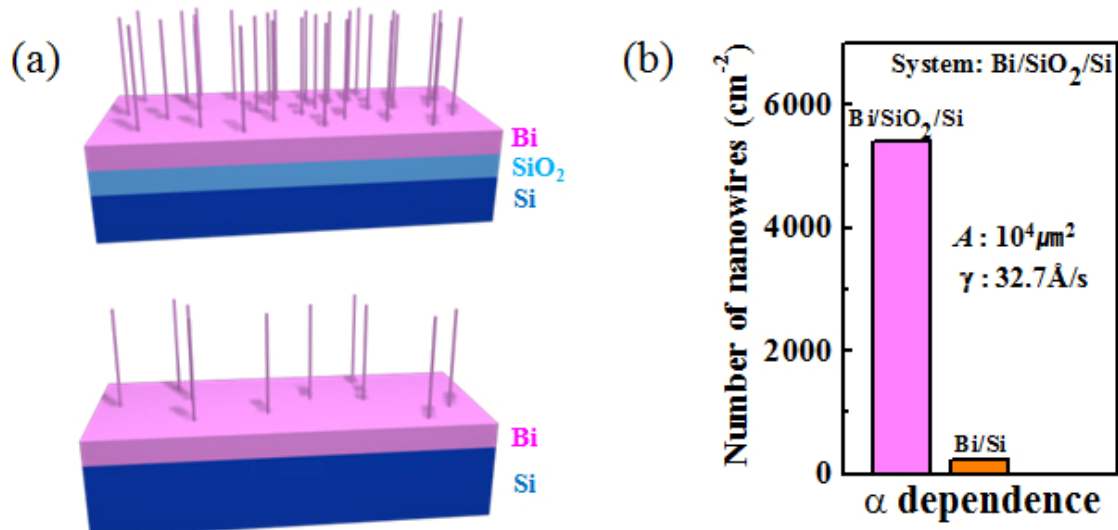 (a)
Bi
SiO₂
Si
Bi
Si
(b)
Number of nanowires (cm⁻²)
6000
4000
2000
0
System: Bi/SiO₂/Si
Bi/SiO₂/Si
A : 10⁴μm²
γ : 32.7Å/s
Bi/Si
α dependence